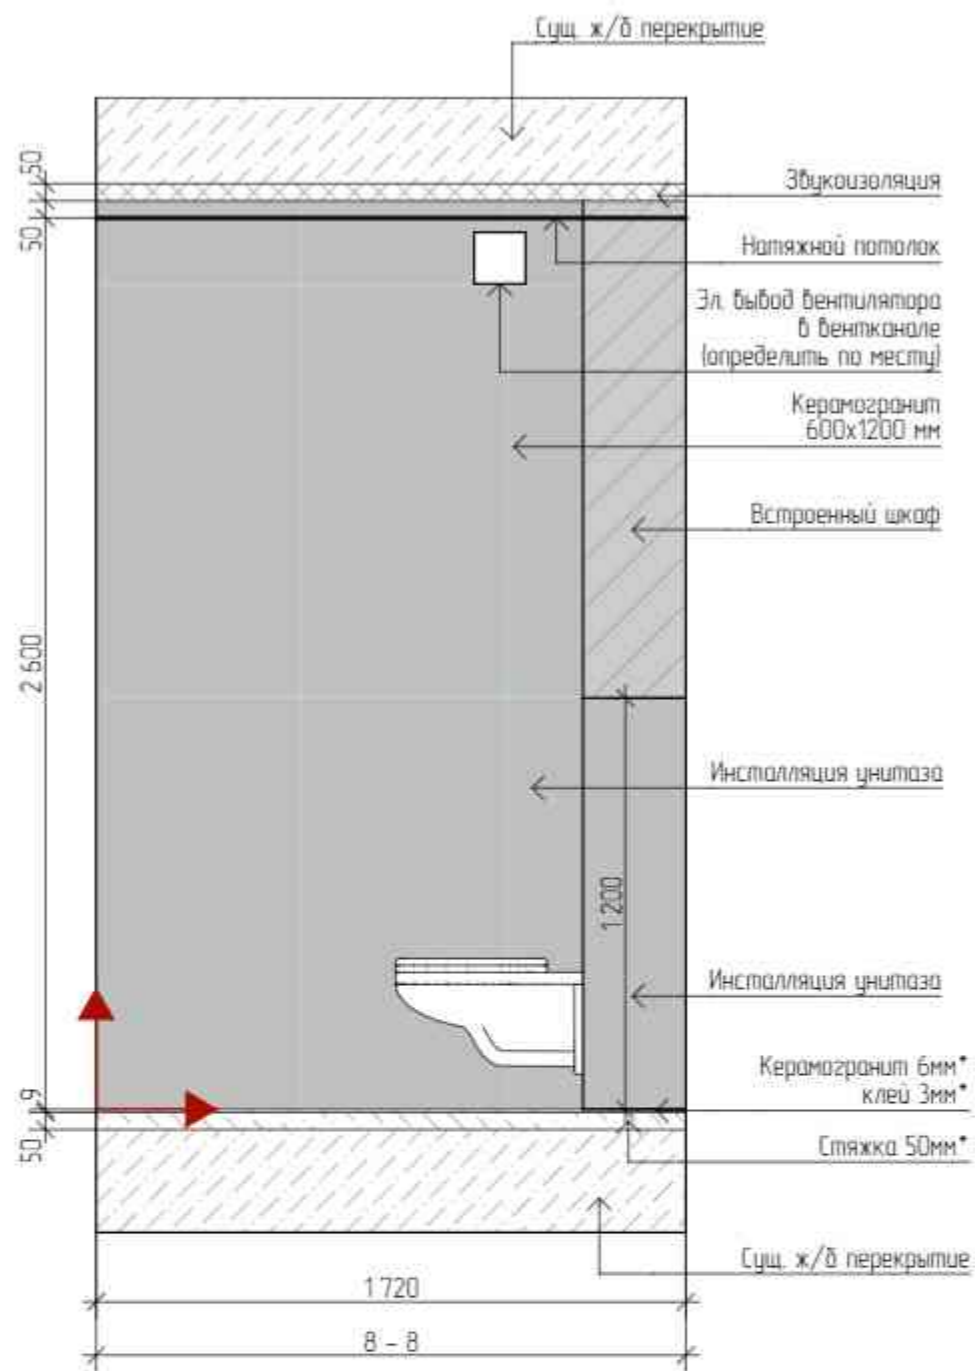 Сущ. ж/б перекрытие
50
Звукоизоляция
50
Натяжной потолок
Эл. вывод вентилятора
в вентканале
(определить по месту)
Керамогранит
600х1200 мм
Встроенный шкаф
2 600
Инсталляция унитаза
1 200
Инсталляция унитаза
Керамогранит 6мм*
клей 3мм*
9
50
Стяжка 50мм*
Сущ. ж/б перекрытие
1 720
8 - 8